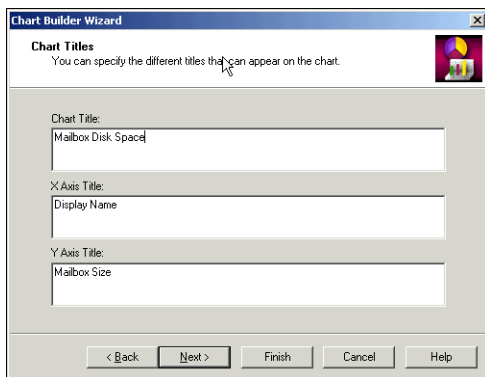 Chart Builder Wizard
Chart Titles
You can specify the different titles that can appear on the chart.
Chart Title:
Mailbox Disk Space
X Axis Title:
Display Name
Y Axis Title:
Mailbox Size
< Back
Next >
Finish
Cancel
Help